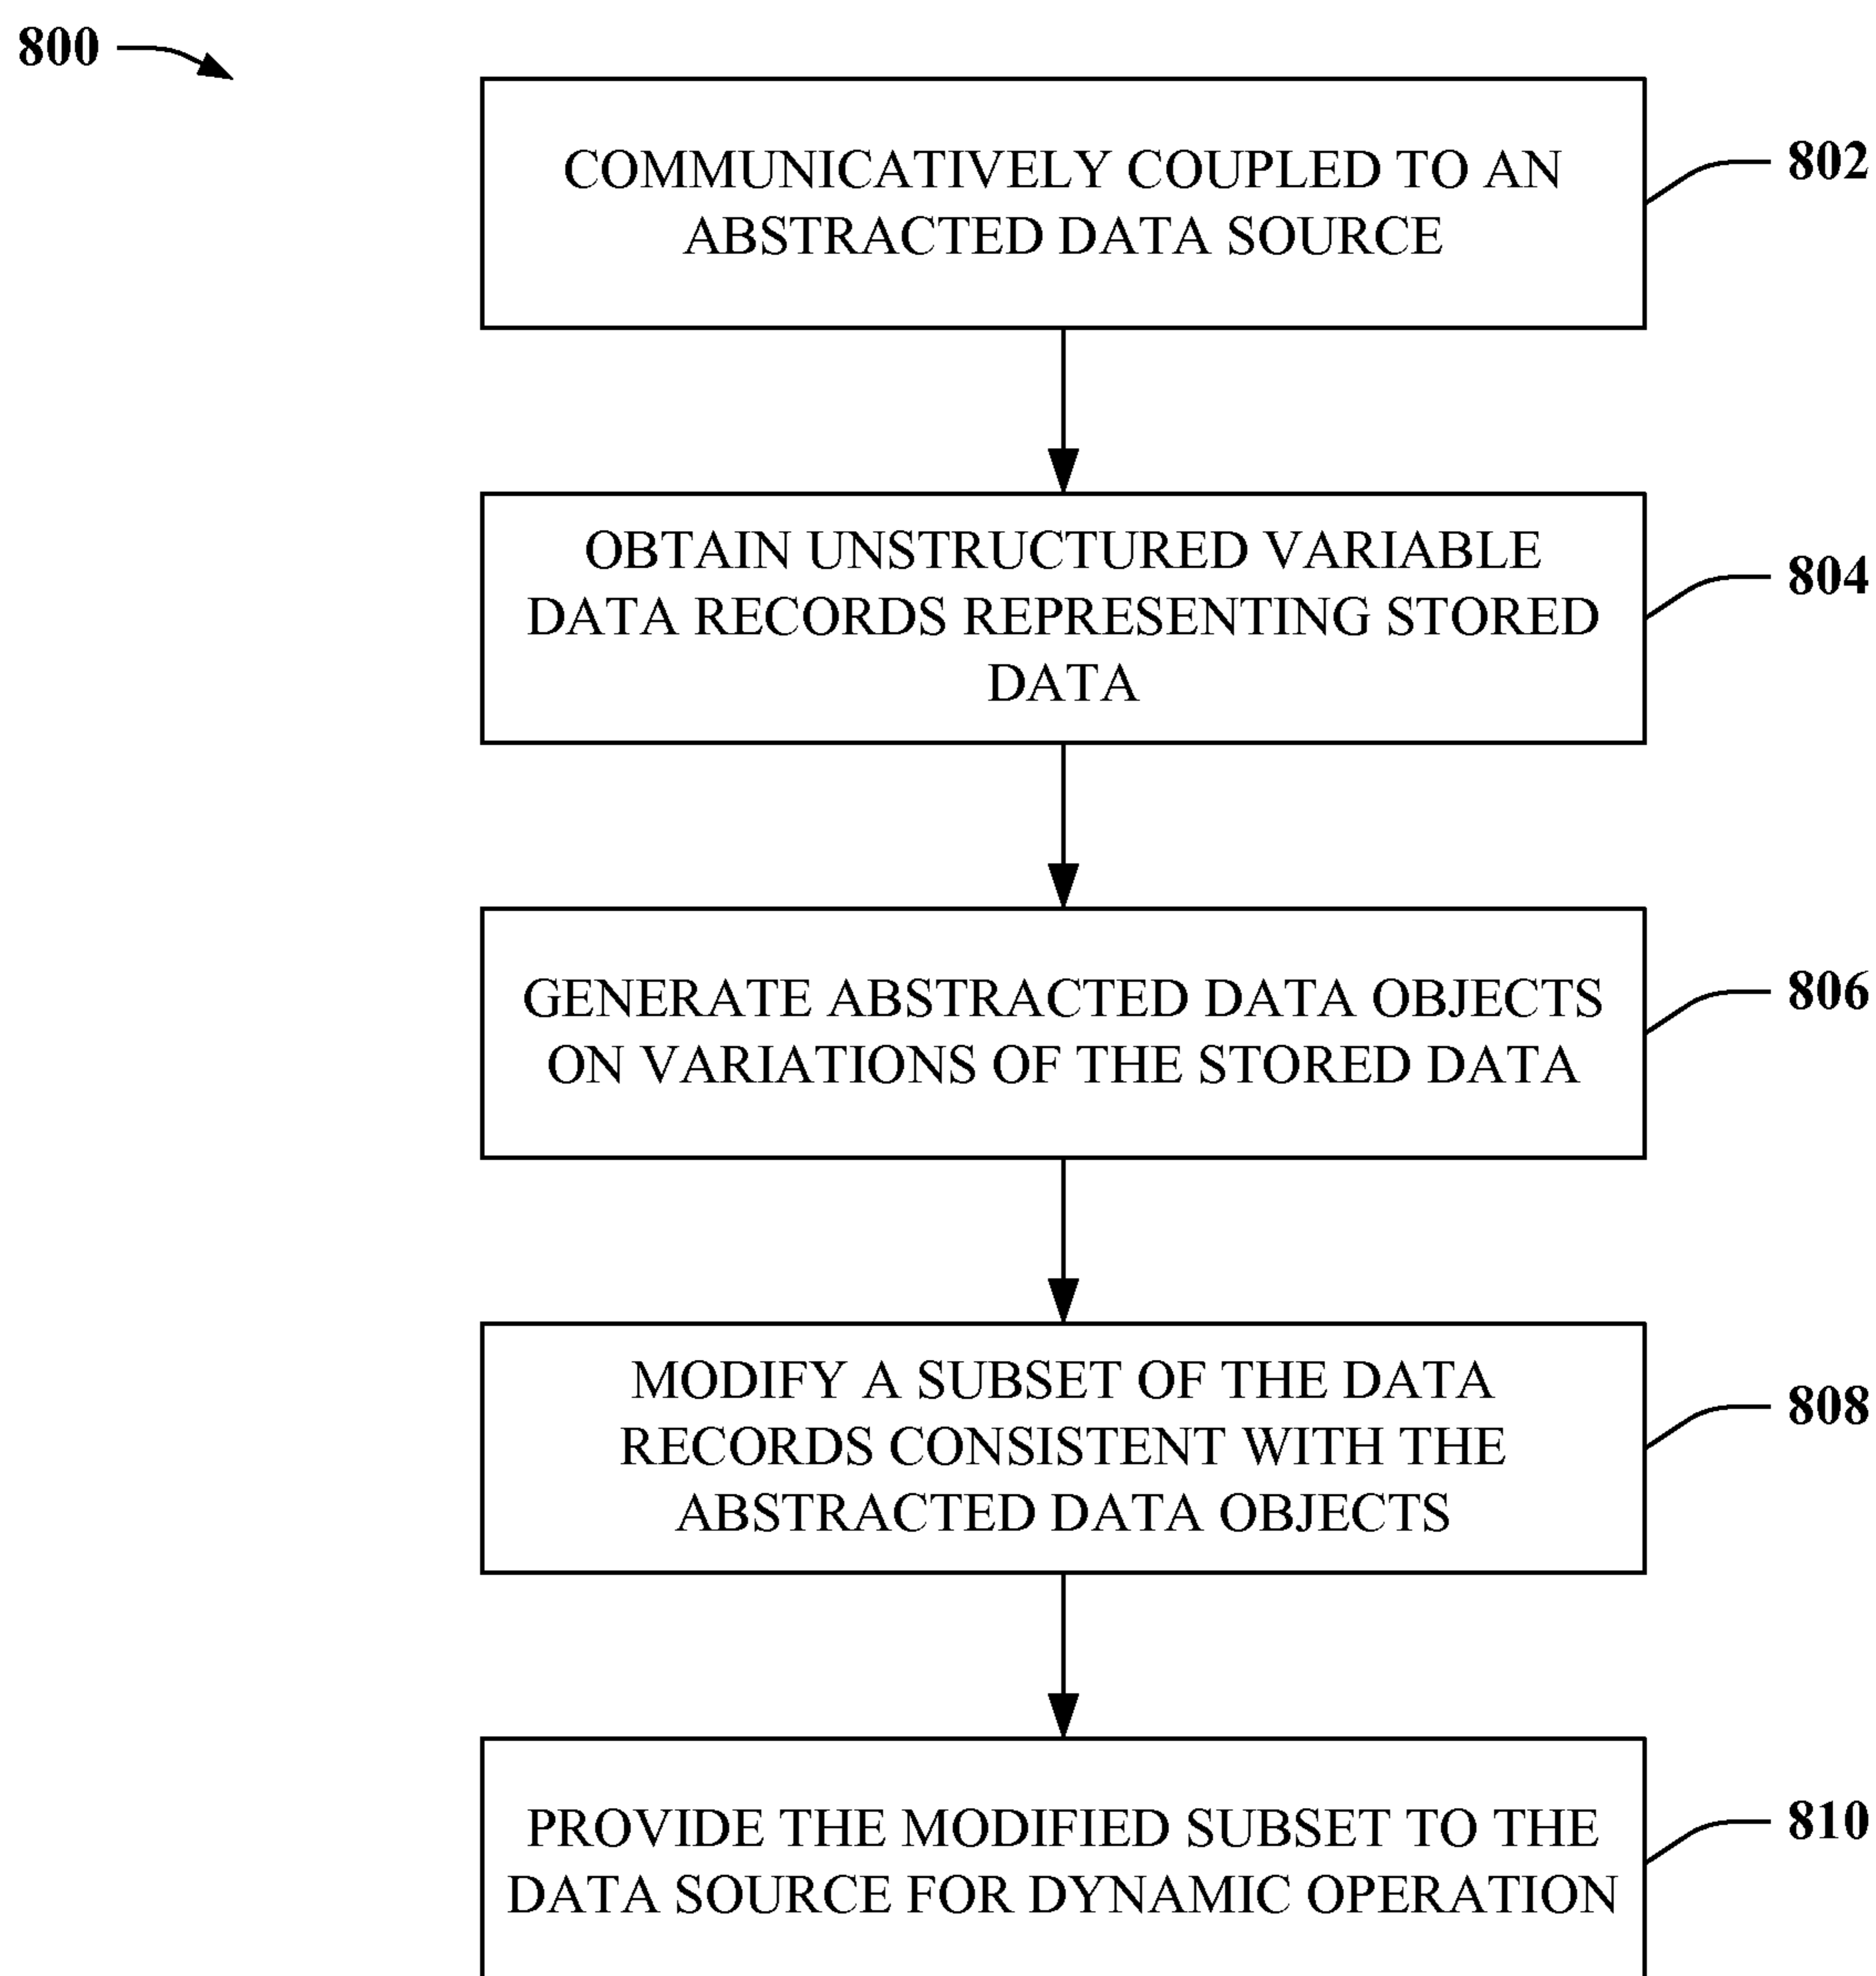 800
COMMUNICATIVELY COUPLED TO AN
ABSTRACTED DATA SOURCE
802
OBTAIN UNSTRUCTURED VARIABLE
DATA RECORDS REPRESENTING STORED
DATA
804
GENERATE ABSTRACTED DATA OBJECTS
ON VARIATIONS OF THE STORED DATA
806
MODIFY A SUBSET OF THE DATA
RECORDS CONSISTENT WITH THE
ABSTRACTED DATA OBJECTS
808
PROVIDE THE MODIFIED SUBSET TO THE
DATA SOURCE FOR DYNAMIC OPERATION
810